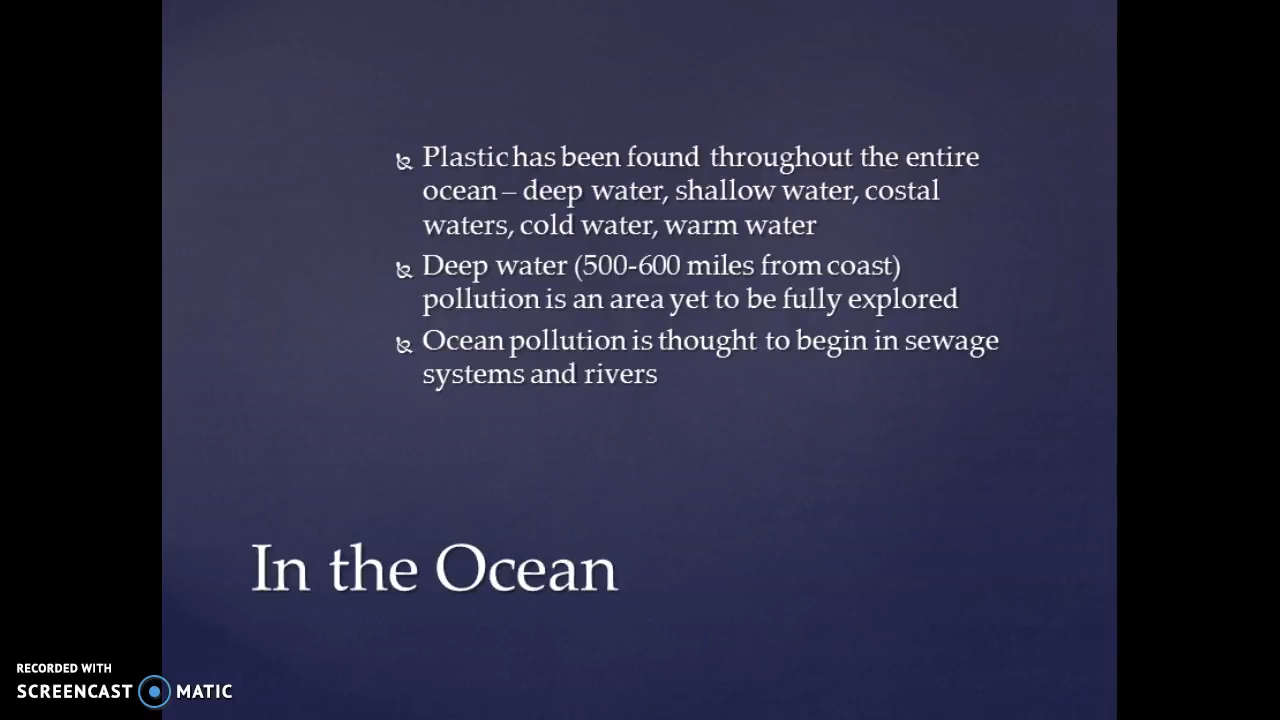 Plastic has been found throughout the entire
ocean – deep water, shallow water, costal
waters, cold water, warm water
Deep water (500-600 miles from coast)
pollution is an area yet to be fully explored
Ocean pollution is thought to begin in sewage
systems and rivers
In the Ocean
RECORDED WITH
SCREENCAST MATIC